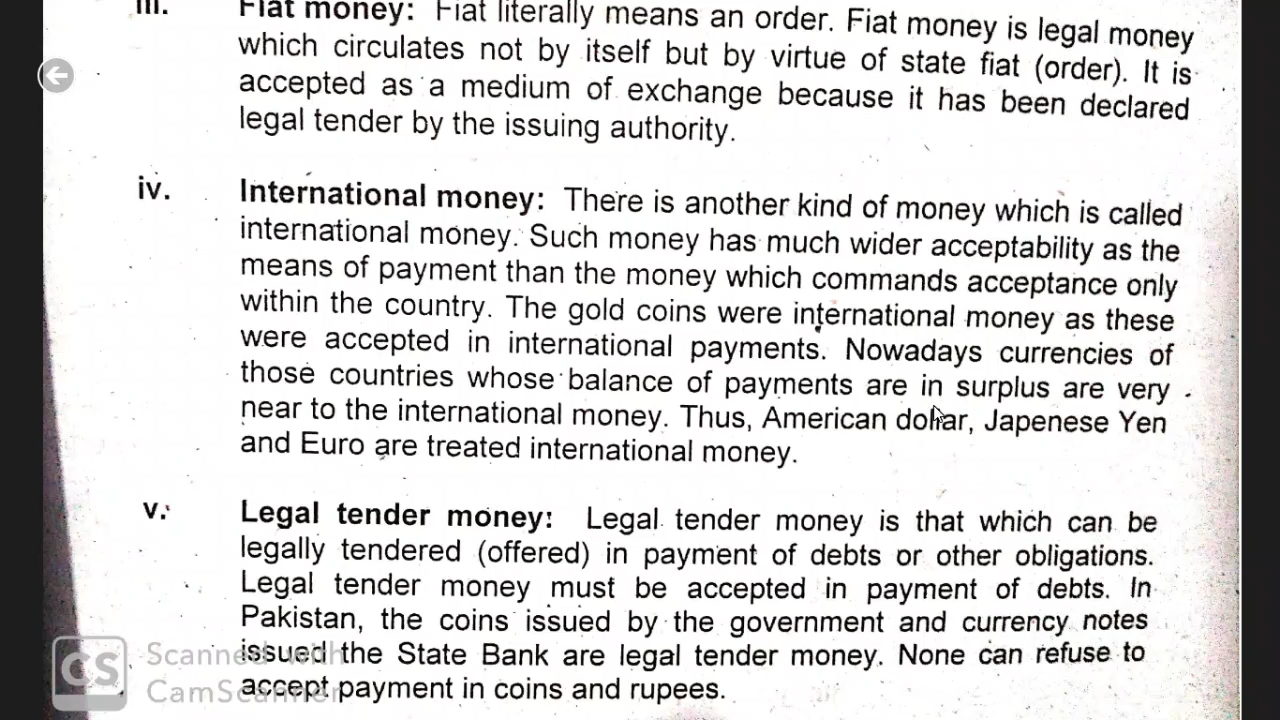 iii. Fiat money: Fiat literally means an order. Fiat money is legal money
which circulates not by itself but by virtue of state fiat (order). It is
accepted as a medium of exchange because it has been declared
legal tender by the issuing authority.
iv. International money: There is another kind of money which is called
international money. Such money has much wider acceptability as the
means of payment than the money which commands acceptance only
within the country. The gold coins were international money as these
were accepted in international payments. Nowadays currencies of
those countries whose balance of payments are in surplus are very
near to the international money. Thus, American dollar, Japenese Yen
and Euro are treated international money.
v. Legal tender money: Legal tender money is that which can be
legally tendered (offered) in payment of debts or other obligations.
Legal tender money must be accepted in payment of debts. In
Pakistan, the coins issued by the government and currency notes
issued the State Bank are legal tender money. None can refuse to
accept payment in coins and rupees.
CS Scanned with
CamScanner